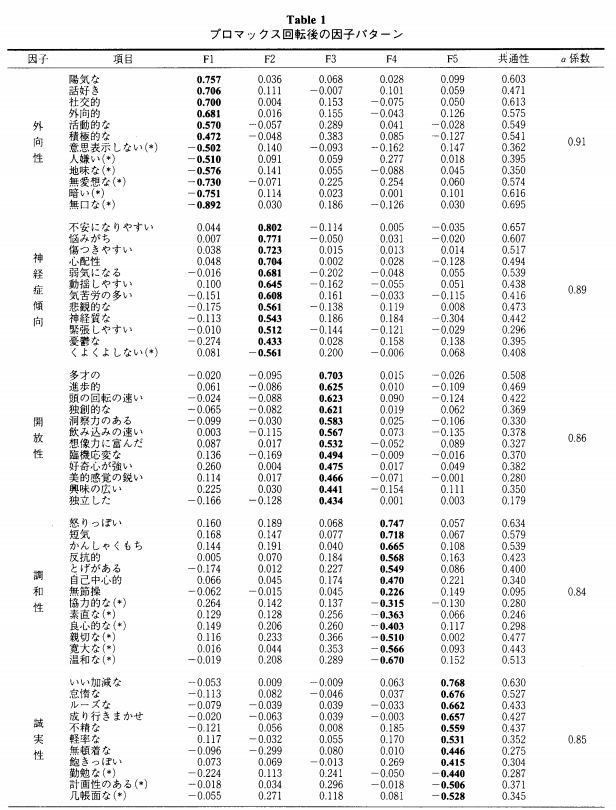 Table 1
プロマックス回転後の因子パターン
因子 項目 F1 F2 F3 F4 F5 共通性 α係数
外向性
陽気な 0.757 0.036 0.068 0.028 0.099 0.603
話好き 0.706 0.111 −0.007 0.101 0.059 0.471
社交的 0.700 0.004 0.153 −0.075 0.050 0.613
外向的 0.681 0.016 0.155 −0.043 0.126 0.575
活動的な 0.570 −0.057 0.289 0.041 −0.028 0.549
積極的な 0.472 −0.048 0.383 0.085 −0.127 0.541
意思表示しない(*) −0.502 0.140 −0.093 −0.162 0.147 0.362 0.91
人嫌い(*) −0.510 0.091 0.059 0.277 0.018 0.395
地味な(*) −0.576 0.141 0.055 −0.088 0.045 0.350
無愛想な(*) −0.730 −0.071 0.225 0.254 0.060 0.574
暗い(*) −0.751 0.114 0.023 0.001 0.101 0.616
無口な(*) −0.892 0.030 0.186 −0.126 0.030 0.695
神経症傾向
不安になりやすい 0.044 0.802 −0.114 0.005 −0.035 0.657
悩みがち 0.007 0.771 −0.050 0.031 −0.020 0.607
傷つきやすい 0.038 0.723 0.015 0.013 0.014 0.517
心配性 0.048 0.704 0.002 0.028 −0.128 0.494
弱気になる −0.016 0.681 −0.202 −0.048 0.055 0.539
動揺しやすい 0.100 0.645 −0.162 −0.055 0.051 0.438
気苦労の多い −0.151 0.608 0.161 −0.033 −0.115 0.416 0.89
悲観的な −0.175 0.561 −0.138 0.119 0.008 0.473
神経質な −0.113 0.543 0.186 0.184 −0.304 0.442
緊張しやすい −0.010 0.512 −0.144 −0.121 −0.029 0.296
憂鬱な −0.274 0.433 0.028 0.158 0.138 0.395
くよくよしない(*) 0.081 −0.561 0.200 −0.006 0.068 0.408
開放性
多才の −0.020 −0.095 0.703 0.015 −0.026 0.508
進歩的 0.061 −0.086 0.625 0.010 −0.109 0.469
頭の回転の速い −0.024 −0.088 0.623 0.090 −0.124 0.422
独創的な −0.065 −0.082 0.621 0.019 0.062 0.369
洞察力のある −0.099 −0.030 0.583 0.025 −0.106 0.330
飲み込みの速い 0.003 −0.115 0.567 0.073 −0.135 0.378
想像力に富んだ 0.087 0.017 0.532 −0.052 0.089 0.327 0.86
臨機応変な 0.136 −0.169 0.494 −0.009 −0.016 0.370
好奇心が強い 0.260 0.004 0.475 0.017 0.049 0.382
美的感覚の鋭い 0.114 0.017 0.466 −0.071 −0.001 0.280
興味の広い 0.225 0.030 0.441 −0.154 0.111 0.350
独立した −0.166 −0.128 0.434 0.001 0.003 0.179
調和性
怒りっぽい 0.160 0.189 0.068 0.747 0.057 0.634
短気 0.168 0.147 0.077 0.718 0.067 0.579
かんしゃくもち 0.144 0.191 0.040 0.665 0.108 0.539
反抗的 0.005 0.070 0.184 0.568 0.163 0.423
とげがある −0.174 0.012 0.227 0.549 0.086 0.400
自己中心的 0.066 0.045 0.174 0.470 0.221 0.340
無節操 −0.062 −0.015 0.045 0.226 0.149 0.095 0.84
協力的な(*) 0.264 0.142 0.137 −0.315 −0.130 0.280
素直な(*) 0.129 0.128 0.256 −0.363 0.066 0.246
良心的な(*) 0.149 0.206 0.260 −0.403 0.117 0.298
親切な(*) 0.116 0.233 0.366 −0.510 0.002 0.477
寛大な(*) 0.016 0.044 0.353 −0.566 0.093 0.443
温和な(*) −0.019 0.208 0.289 −0.670 0.152 0.513
誠実性
いい加減な −0.053 0.009 −0.009 0.063 0.768 0.630
怠惰な −0.113 0.082 −0.046 0.037 0.676 0.527
ルーズな −0.079 −0.039 0.039 −0.033 0.662 0.433
成り行きまかせ −0.020 −0.063 0.039 −0.003 0.657 0.427
不精な −0.121 0.056 0.008 0.185 0.559 0.437
軽率な 0.117 −0.032 0.055 0.170 0.531 0.352 0.85
無頓着な −0.096 −0.299 0.080 0.010 0.446 0.275
飽きっぽい 0.073 0.069 −0.013 0.269 0.415 0.304
勤勉な(*) −0.224 0.113 0.241 −0.050 −0.440 0.287
計画性のある(*) −0.018 0.034 0.296 −0.018 −0.506 0.371
几帳面な(*) −0.055 0.271 0.118 0.081 −0.528 0.345